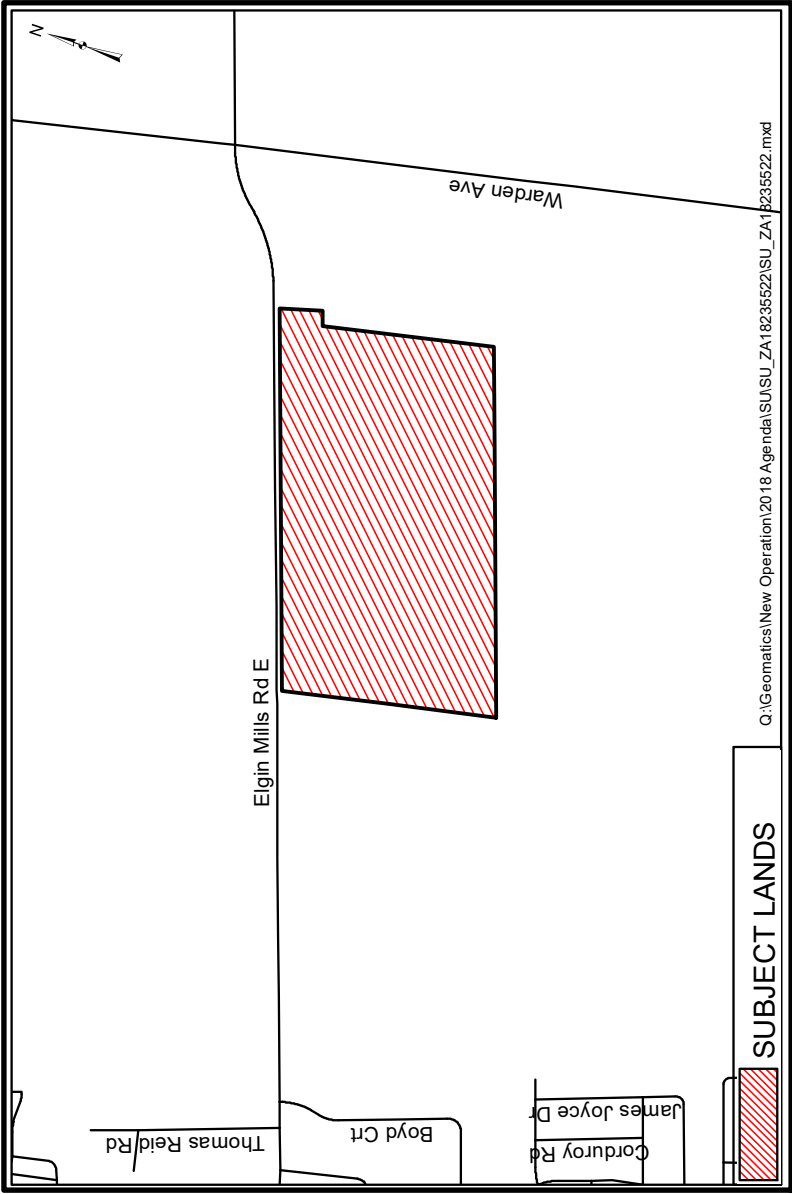 N
Warden Ave
Elgin Mills Rd E
Thomas Reid Rd
Boyd Crt
James Joyce Dr
Corduroy Rd
SUBJECT LANDS
Q:\Geomatics\New Operation\2018 Agenda\SU\SU_ZA18235522\SU_ZA18235522.mxd